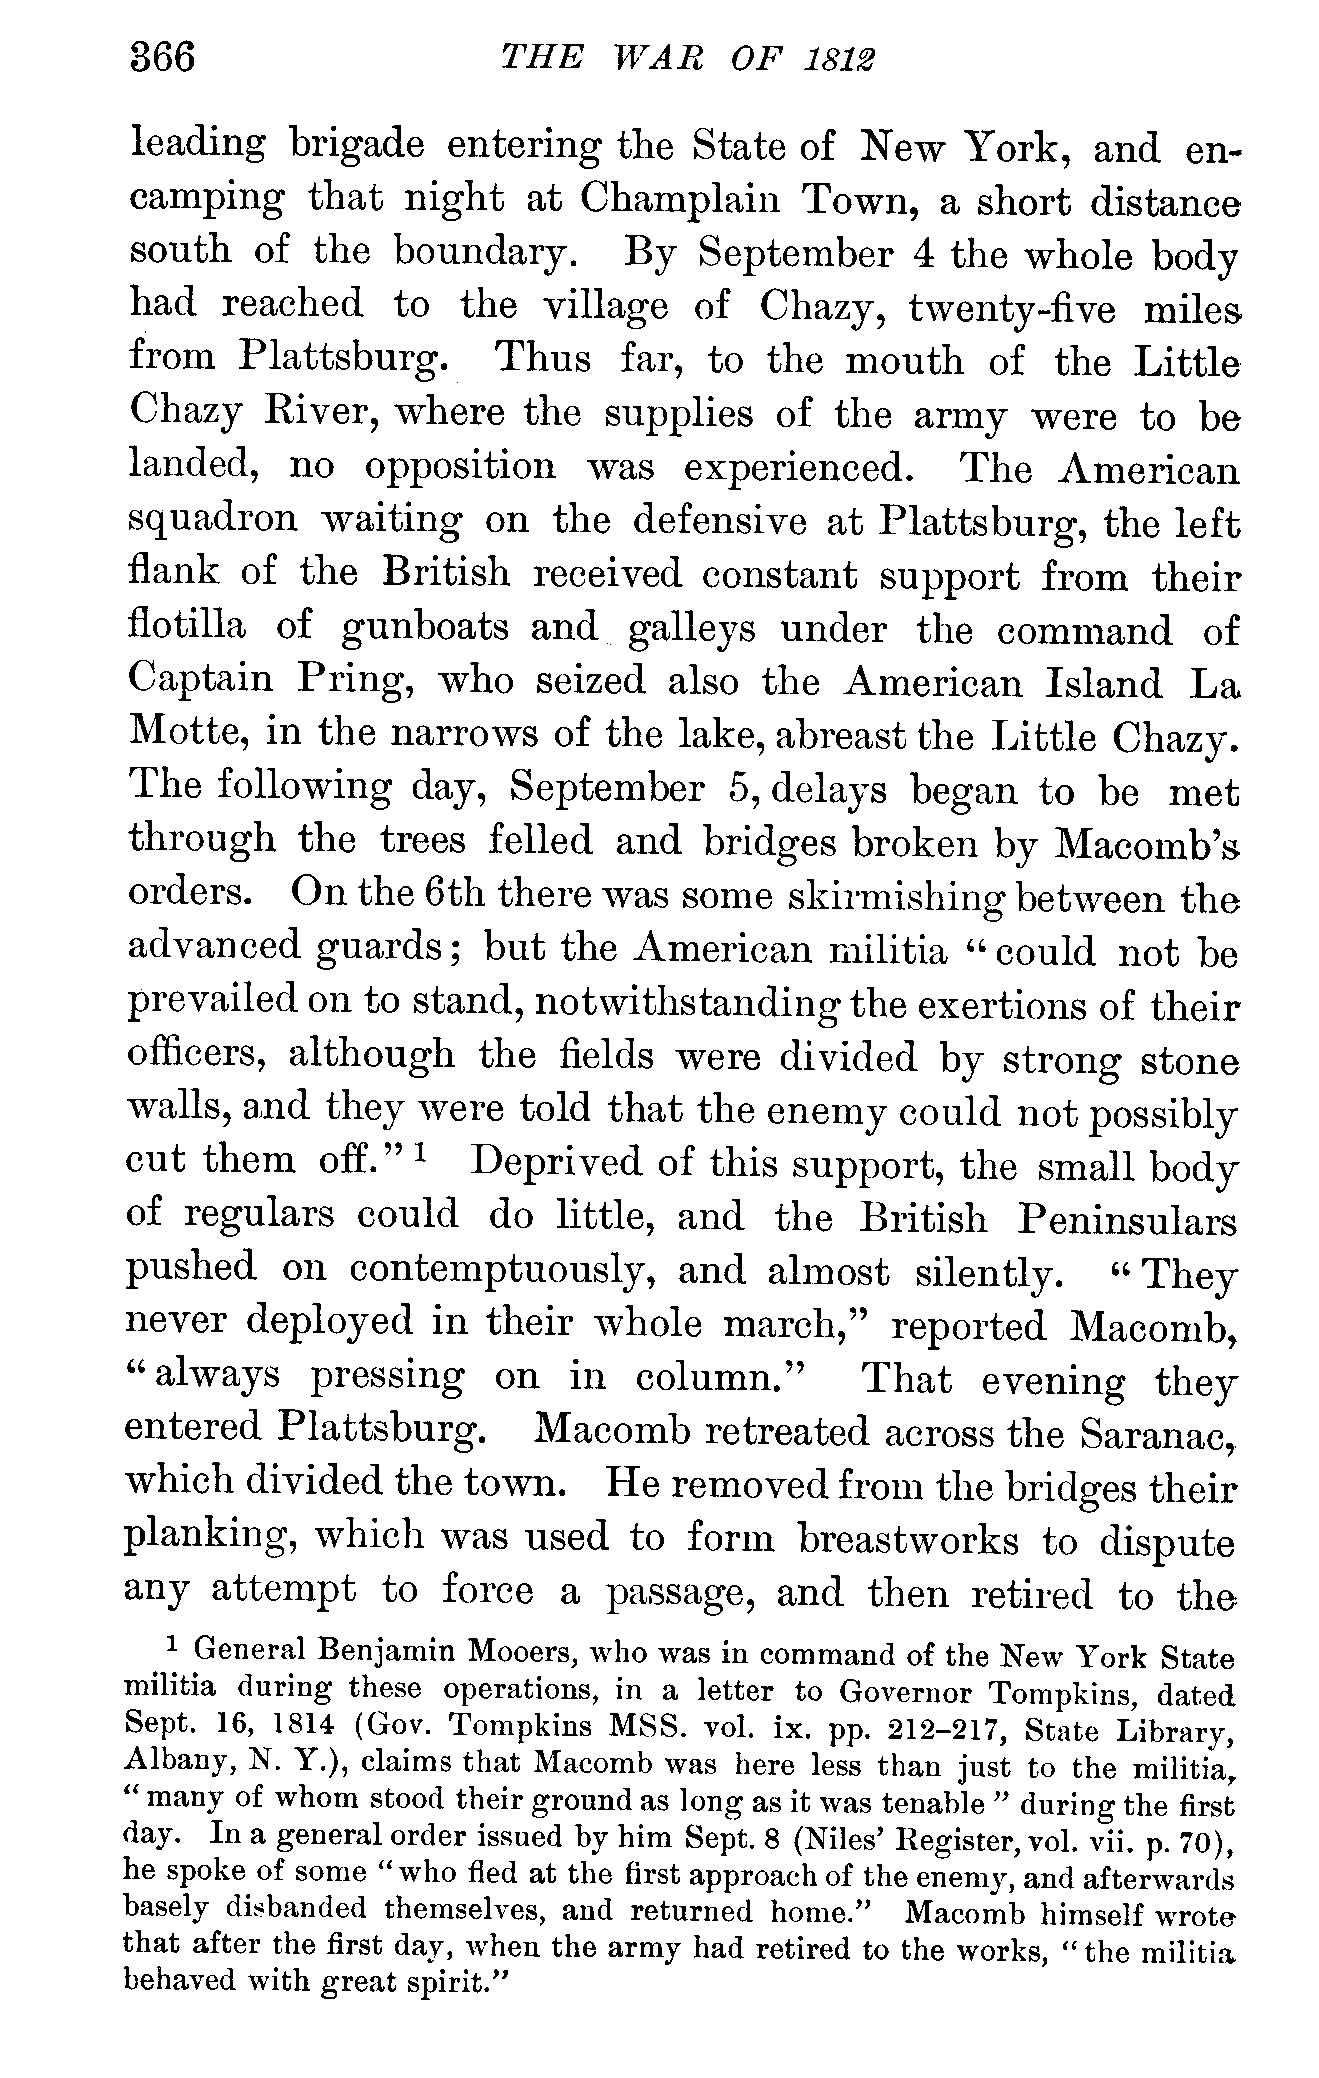 366 THE WAR OF 1812
leading brigade entering the State of New York, and en-
camping that night at Champlain Town, a short distance
south of the boundary. By September 4 the whole body
had reached to the village of Chazy, twenty-five miles
from Plattsburg. Thus far, to the mouth of the Little
Chazy River, where the supplies of the army were to be
landed, no opposition was experienced. The American
squadron waiting on the defensive at Plattsburg, the left
flank of the British received constant support from their
flotilla of gunboats and galleys under the command of
Captain Pring, who seized also the American Island La
Motte, in the narrows of the lake, abreast the Little Chazy.
The following day, September 5, delays began to be met
through the trees felled and bridges broken by Macomb's
orders. On the 6th there was some skirmishing between the
advanced guards; but the American militia "could not be
prevailed on to stand, notwithstanding the exertions of their
officers, although the fields were divided by strong stone
walls, and they were told that the enemy could not possibly
cut them off." 1 Deprived of this support, the small body
of regulars could do little, and the British Peninsulars
pushed on contemptuously, and almost silently. "They
never deployed in their whole march," reported Macomb,
"always pressing on in column." That evening they
entered Plattsburg. Macomb retreated across the Saranac,
which divided the town. He removed from the bridges their
planking, which was used to form breastworks to dispute
any attempt to force a passage, and then retired to the
1 General Benjamin Mooers, who was in command of the New York State
militia during these operations, in a letter to Governor Tompkins, dated
Sept. 16, 1814 (Gov. Tompkins MSS. vol. ix. pp. 212-217, State Library,
Albany, N. Y.), claims that Macomb was here less than just to the militia,
"many of whom stood their ground as long as it was tenable" during the first
day. In a general order issued by him Sept. 8 (Niles' Register, vol. vii. p. 70),
he spoke of some "who fled at the first approach of the enemy, and afterwards
basely disbanded themselves, and returned home." Macomb himself wrote
that after the first day, when the army had retired to the works, "the militia
behaved with great spirit."